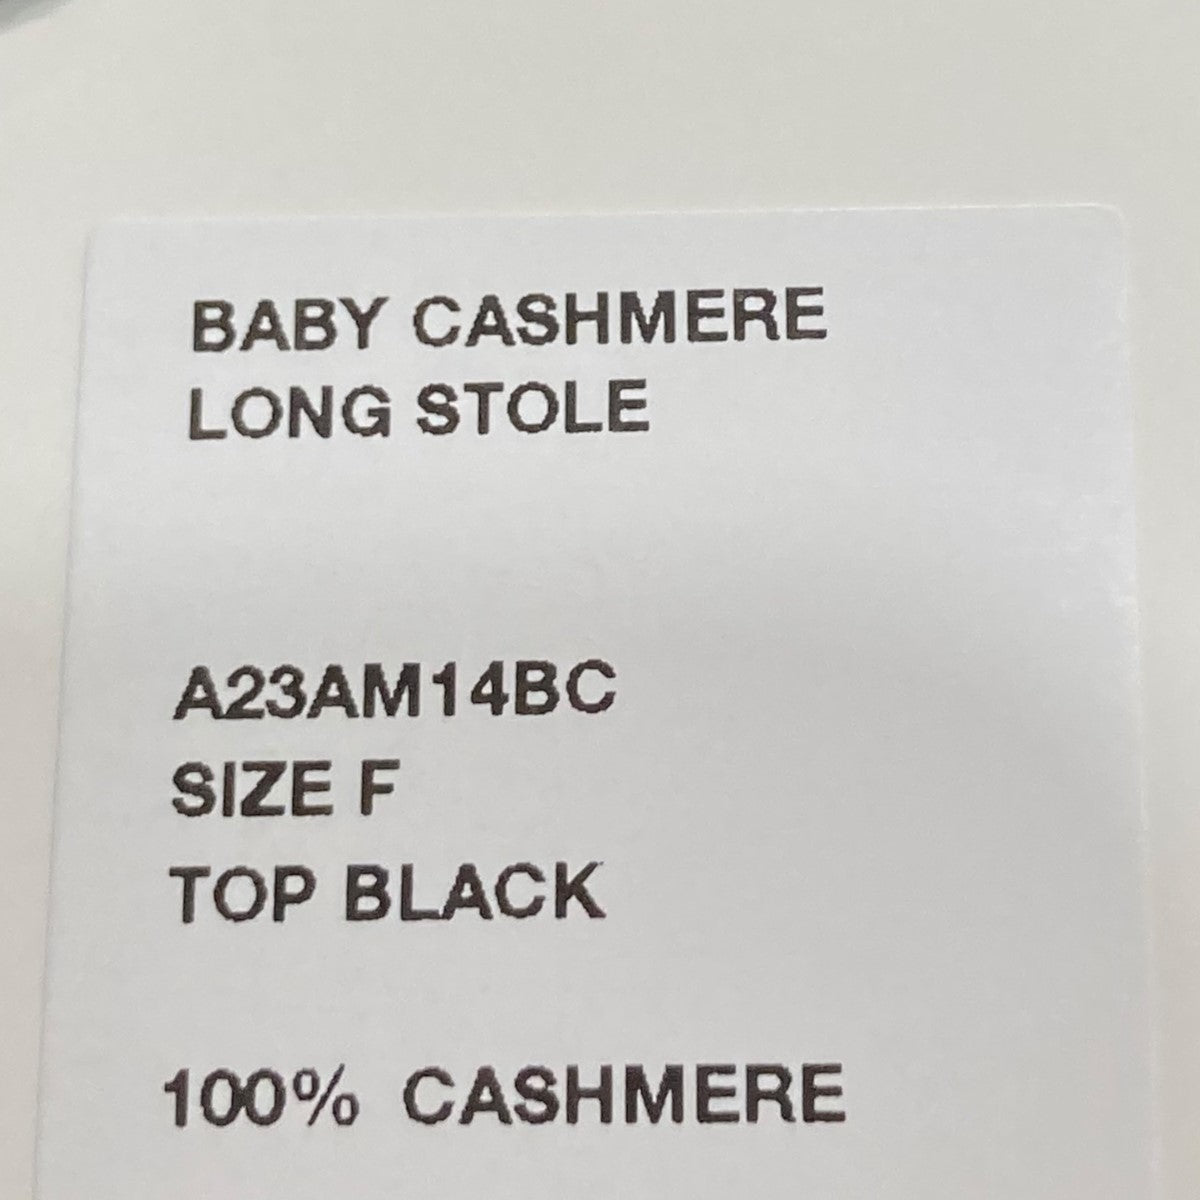 BABY CASHMERE
LONG STOLE
A23AM14BC
SIZE F
TOP BLACK
100% CASHMERE